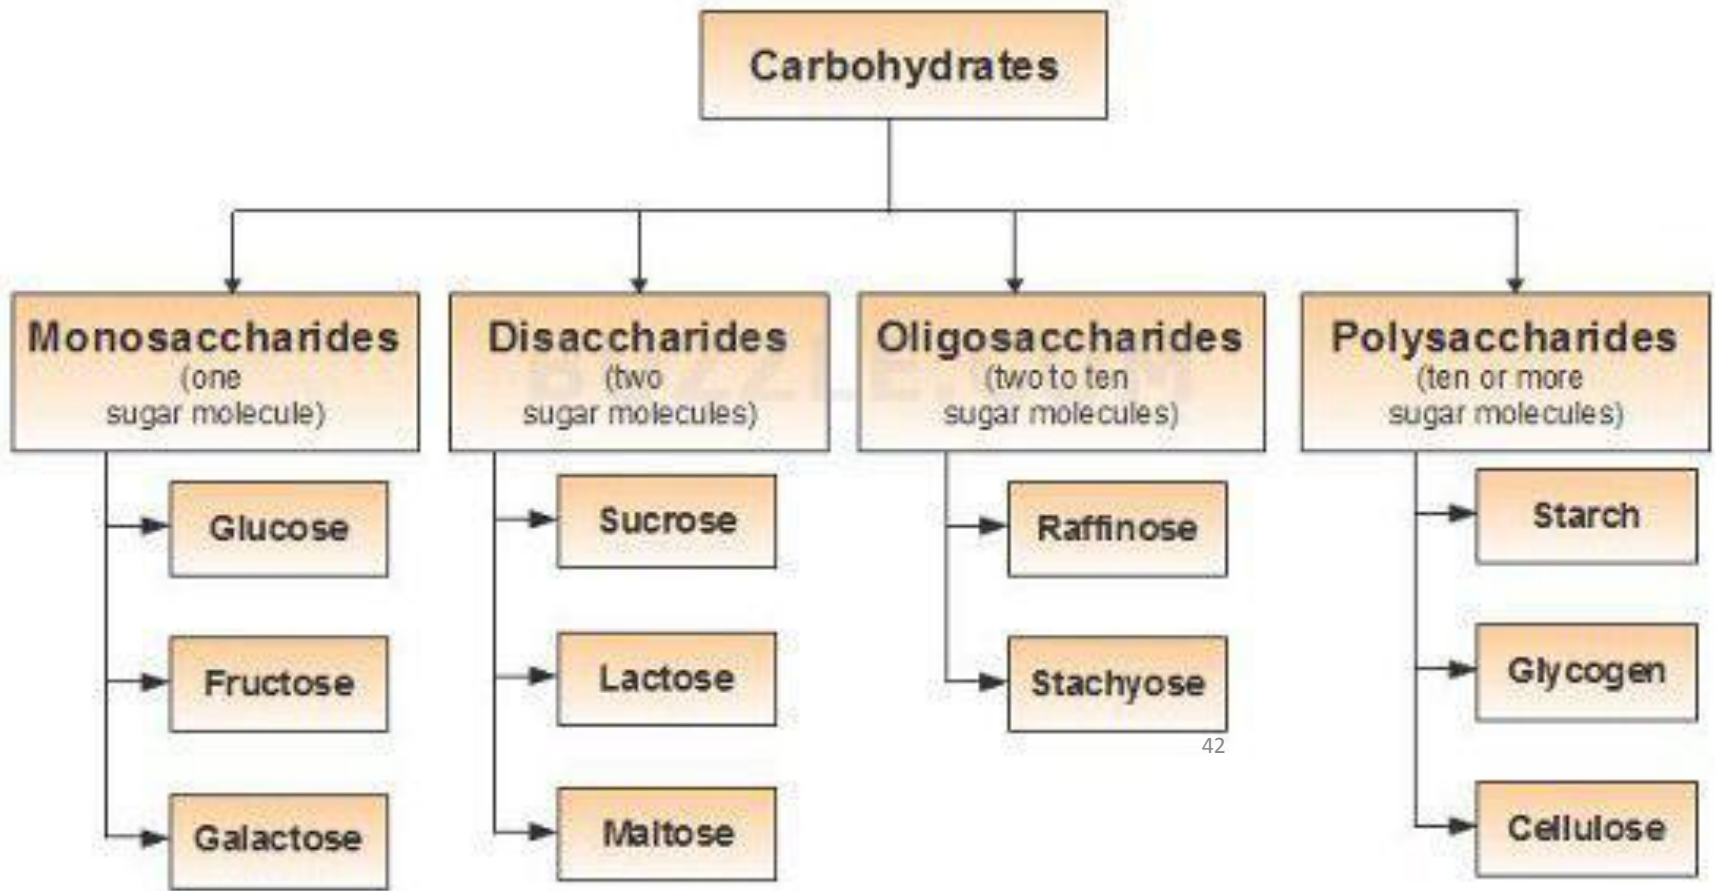 Carbohydrates
Monosaccharides
(one
sugar molecule)
Disaccharides
(two
sugar molecules)
Oligosaccharides
(two to ten
sugar molecules)
Polysaccharides
(ten or more
sugar molecules)
Glucose
Fructose
Galactose
Sucrose
Lactose
Maltose
Raffinose
Stachyose
42
Starch
Glycogen
Cellulose